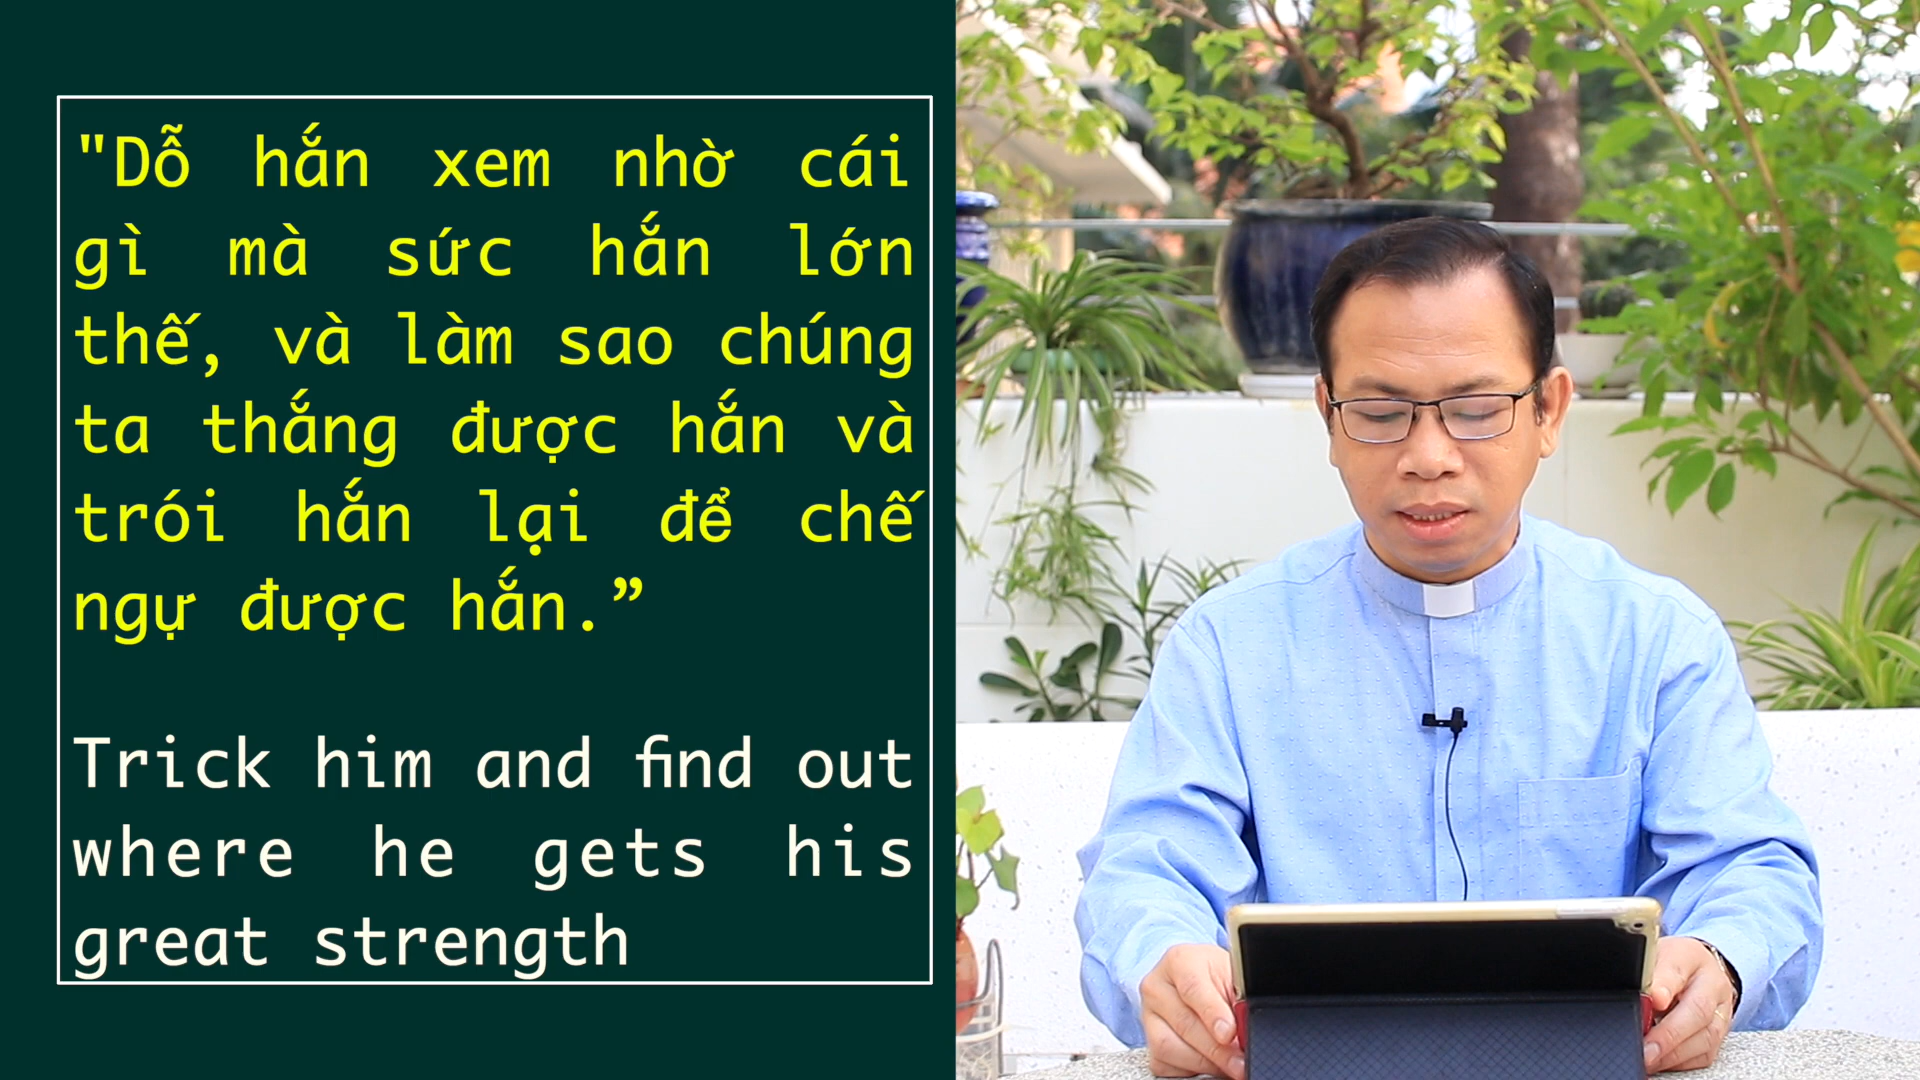 "Dỗ hắn xem nhờ cái
gì mà sức hắn lớn
thế, và làm sao chúng
ta thắng được hắn và
trói hắn lại để chế
ngự được hắn.”
Trick him and find out
where he gets his
great strength